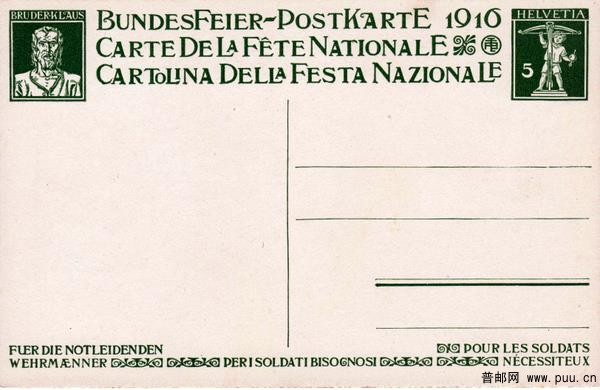 BRUDER·KLAUS
BUNDESFEIER-POSTKARTE 1916
CARTE DE LA FÊTE NATIONALE
CARTOLINA DELLA FESTA NAZIONALE
HELVETIA
5
FUER DIE NOTLEIDENDEN
WEHRMÆNNER
PER I SOLDATI BISOGNOSI
POUR LES SOLDATS
NÉCESSITEUX
普邮网
www.puu.cn